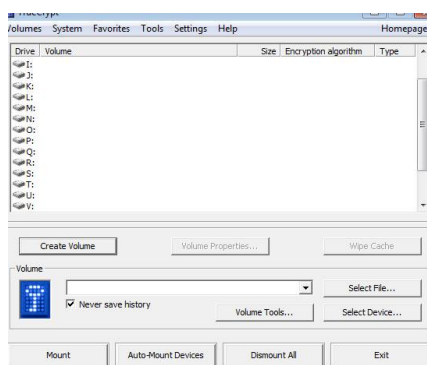 TrueCrypt
Volumes System Favorites Tools Settings Help Homepage
Drive Volume Size Encryption algorithm Type
I:
J:
K:
L:
M:
N:
O:
P:
Q:
R:
S:
T:
U:
V:
Create Volume Volume Properties... Wipe Cache
Volume
Select File...
Never save history
Volume Tools... Select Device...
Mount Auto-Mount Devices Dismount All Exit